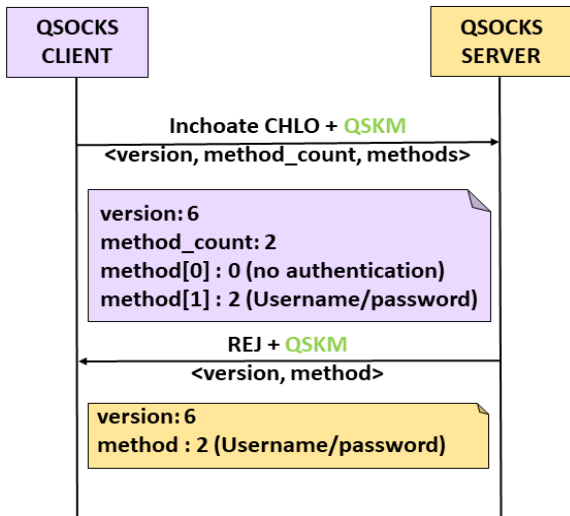 QSOCKS
CLIENT
QSOCKS
SERVER
Inchoate CHLO + QSKM
<version, method_count, methods>
version: 6
method_count: 2
method[0] : 0 (no authentication)
method[1] : 2 (Username/password)
REJ + QSKM
<version, method>
version: 6
method : 2 (Username/password)